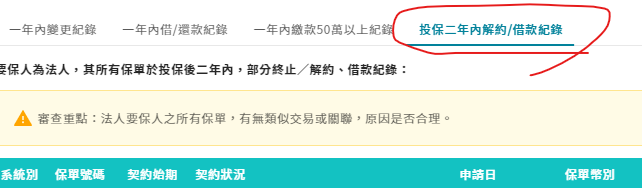 一年內變更紀錄 一年內借/還款紀錄 一年內繳款50萬以上紀錄 投保二年內解約/借款紀錄
要保人為法人，其所有保單於投保後二年內，部分終止／解約、借款紀錄：
審查重點：法人要保人之所有保單，有無類似交易或關聯，原因是否合理。
系統別 保單號碼 契約始期 契約狀況 申請日 保單幣別